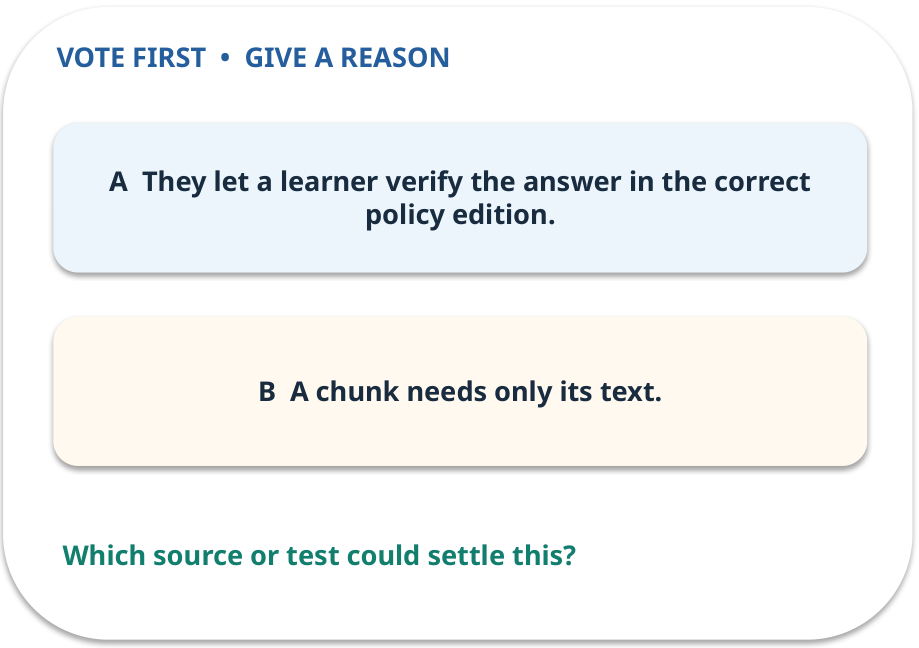 VOTE FIRST • GIVE A REASON
A They let a learner verify the answer in the correct
policy edition.
B A chunk needs only its text.
Which source or test could settle this?